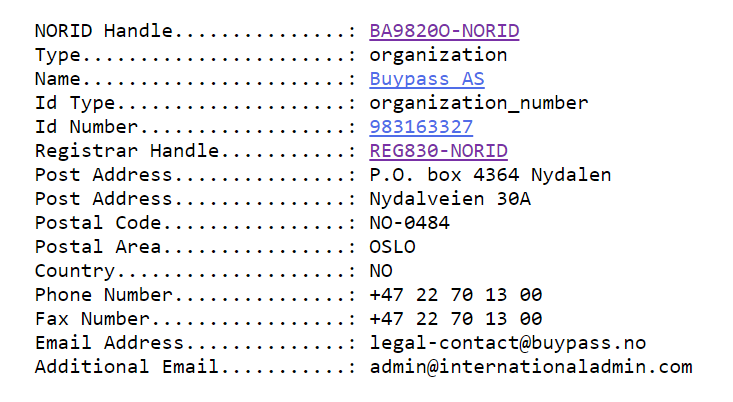 NORID Handle...............: BA9820O-NORID
Type.......................: organization
Name.......................: Buypass AS
Id Type....................: organization_number
Id Number..................: 983163327
Registrar Handle...........: REG830-NORID
Post Address...............: P.O. box 4364 Nydalen
Post Address...............: Nydalveien 30A
Postal Code................: NO-0484
Postal Area................: OSLO
Country....................: NO
Phone Number...............: +47 22 70 13 00
Fax Number.................: +47 22 70 13 00
Email Address..............: legal-contact@buypass.no
Additional Email...........: admin@internationaladmin.com